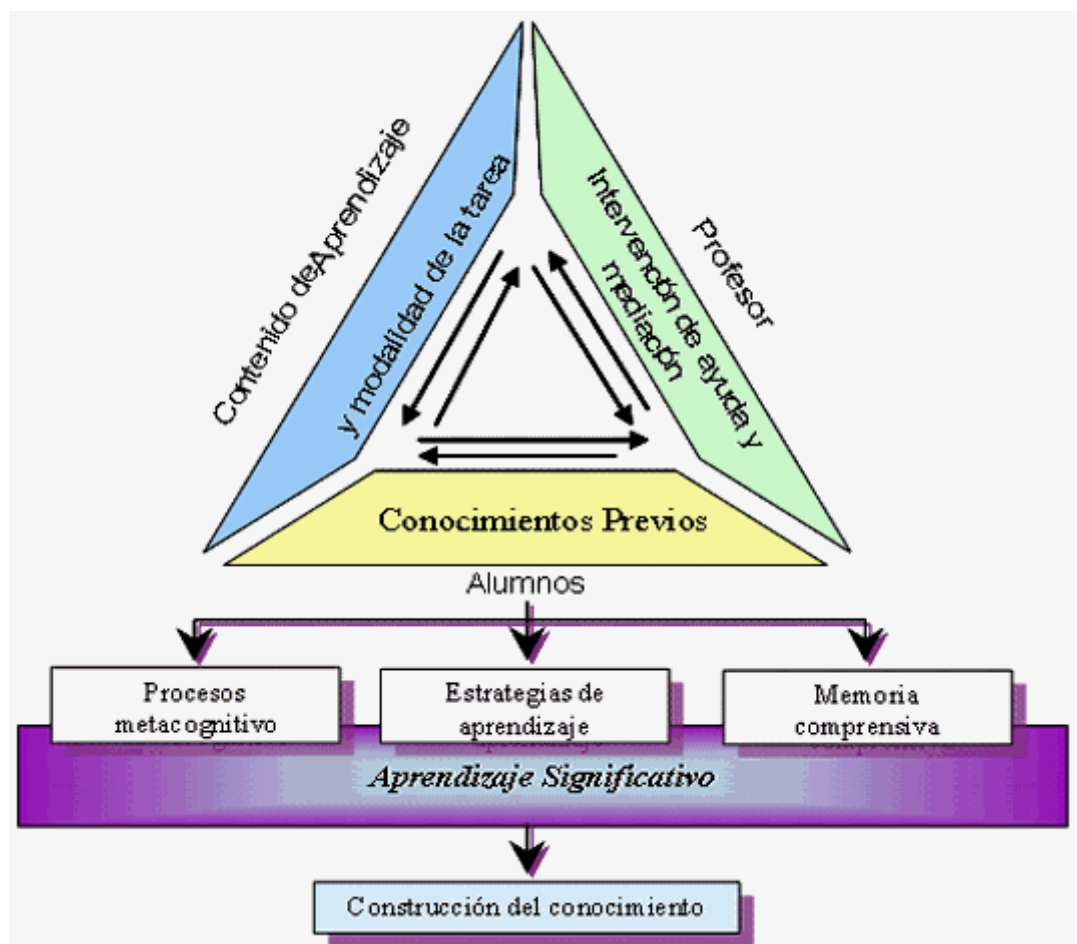 Contenido deAprendizaje
y modalidad de la tarea
Profesor
Intervención de ayuda y
mediación
Conocimientos Previos
Alumnos
Procesos
metacognitivo
Estrategias de
aprendizaje
Memoria
comprensiva
Aprendizaje Significativo
Construcción del conocimiento